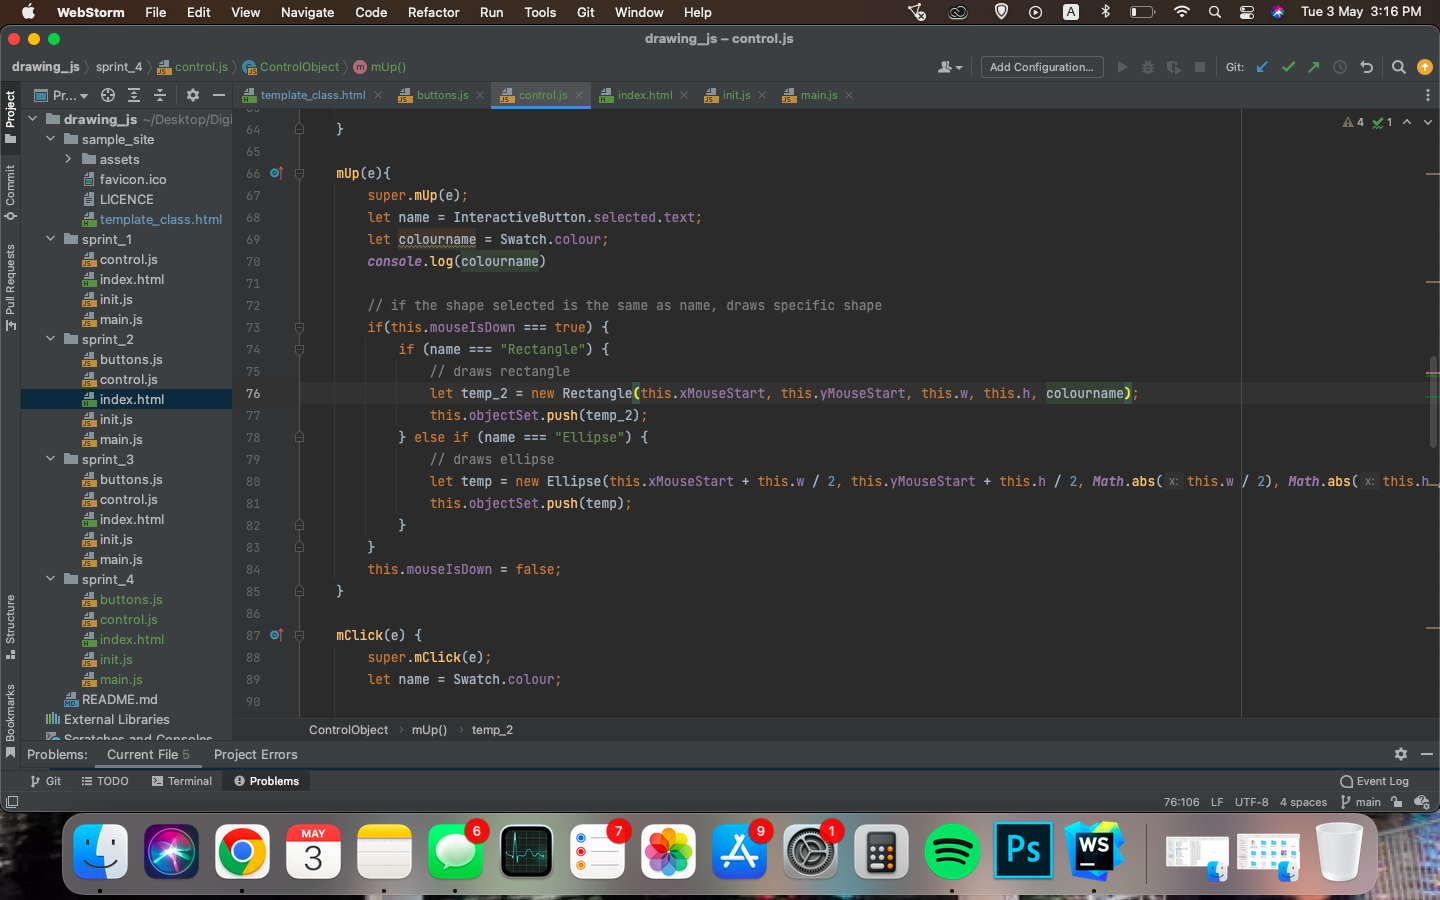 WebStorm File Edit View Navigate Code Refactor Run Tools Git Window Help A Tue 3 May 3:16 PM
drawing_js – control.js
drawing_js sprint_4 control.js ControlObject m mUp() Add Configuration... Git:
Pr... template_class.html buttons.js control.js index.html init.js main.js
Project
Commit
Pull Requests
Structure
Bookmarks
drawing_js ~/Desktop/Digi
sample_site
assets
favicon.ico
LICENCE
template_class.html
sprint_1
control.js
index.html
init.js
main.js
sprint_2
buttons.js
control.js
index.html
init.js
main.js
sprint_3
buttons.js
control.js
index.html
init.js
main.js
sprint_4
buttons.js
control.js
index.html
init.js
main.js
README.md
External Libraries
Scratches and Consoles
4 1
64 }
65
66 mUp(e){
67 super.mUp(e);
68 let name = InteractiveButton.selected.text;
69 let colourname = Swatch.colour;
70 console.log(colourname)
71
72 // if the shape selected is the same as name, draws specific shape
73 if(this.mouseIsDown === true) {
74 if (name === "Rectangle") {
75 // draws rectangle
76 let temp_2 = new Rectangle(this.xMouseStart, this.yMouseStart, this.w, this.h, colourname);
77 this.objectSet.push(temp_2);
78 } else if (name === "Ellipse") {
79 // draws ellipse
80 let temp = new Ellipse(this.xMouseStart + this.w / 2, this.yMouseStart + this.h / 2, Math.abs( x: this.w / 2), Math.abs( x: this.h /
81 this.objectSet.push(temp);
82 }
83 }
84 this.mouseIsDown = false;
85 }
86
87 mClick(e) {
88 super.mClick(e);
89 let name = Swatch.colour;
90
ControlObject mUp() temp_2
Problems: Current File 5 Project Errors
Git TODO Terminal Problems Event Log
76:106 LF UTF-8 4 spaces main
MAY
3
6
7
9
1
Ps
WS